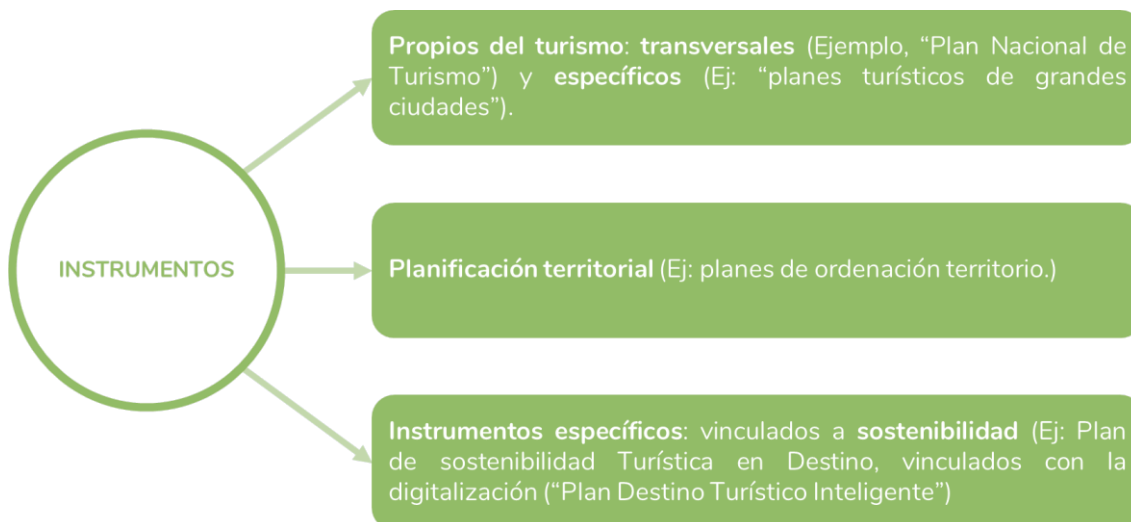 Propios del turismo: transversales (Ejemplo, “Plan Nacional de
Turismo”) y específicos (Ej: “planes turísticos de grandes
ciudades”).
INSTRUMENTOS
Planificación territorial (Ej: planes de ordenación territorio.)
Instrumentos específicos: vinculados a sostenibilidad (Ej: Plan
de sostenibilidad Turística en Destino, vinculados con la
digitalización (“Plan Destino Turístico Inteligente”)